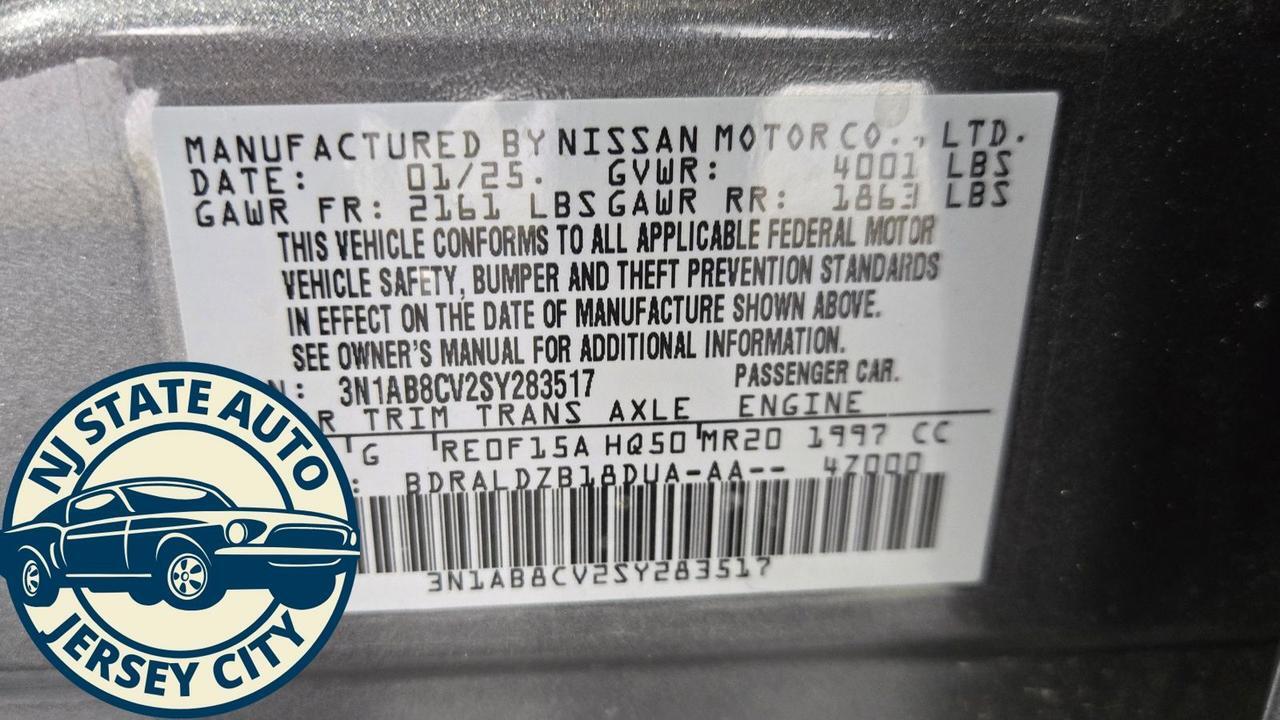 MANUFACTURED BY NISSAN MOTOR CO., LTD.
DATE: 01/25. GVWR: 4001 LBS
GAWR FR: 2161 LBS GAWR RR: 1863 LBS
THIS VEHICLE CONFORMS TO ALL APPLICABLE FEDERAL MOTOR
VEHICLE SAFETY, BUMPER AND THEFT PREVENTION STANDARDS
IN EFFECT ON THE DATE OF MANUFACTURE SHOWN ABOVE.
SEE OWNER'S MANUAL FOR ADDITIONAL INFORMATION.
N: 3N1AB8CV2SY283517 PASSENGER CAR.
R TRIM TRANS AXLE ENGINE
G RE0F15A HQ50 MR20 1997 CC
: BDRALDZB18DUA-AA-- 47000
3N1AB8CV2SY283517
NJ STATE AUTO
JERSEY CITY